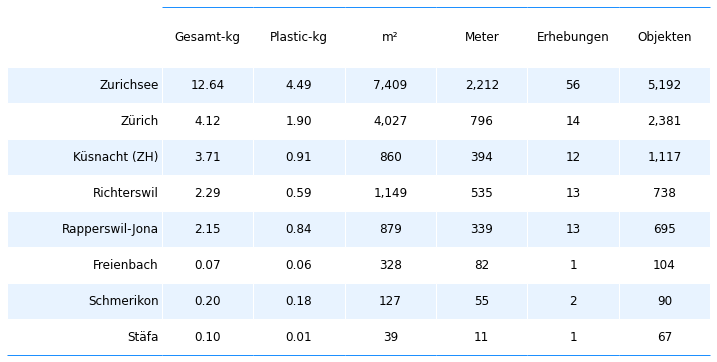 Gesamt-kg Plastic-kg m² Meter Erhebungen Objekten
Zurichsee 12.64 4.49 7,409 2,212 56 5,192
Zürich 4.12 1.90 4,027 796 14 2,381
Küsnacht (ZH) 3.71 0.91 860 394 12 1,117
Richterswil 2.29 0.59 1,149 535 13 738
Rapperswil-Jona 2.15 0.84 879 339 13 695
Freienbach 0.07 0.06 328 82 1 104
Schmerikon 0.20 0.18 127 55 2 90
Stäfa 0.10 0.01 39 11 1 67